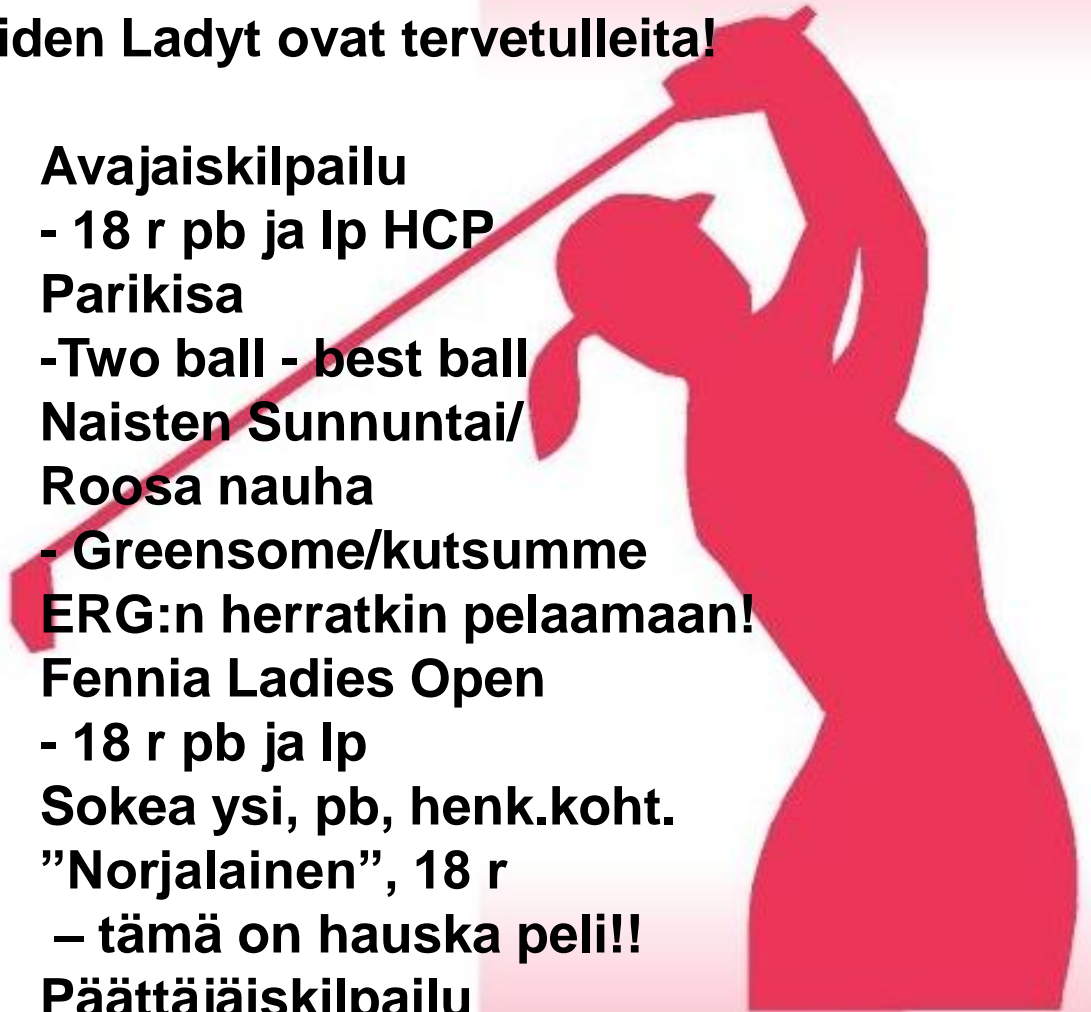 iden Ladyt ovat tervetulleita!
Avajaiskilpailu
- 18 r pb ja lp HCP
Parikisa
-Two ball - best ball
Naisten Sunnuntai/
Roosa nauha
- Greensome/kutsumme
ERG:n herratkin pelaamaan!
Fennia Ladies Open
- 18 r pb ja lp
Sokea ysi, pb, henk.koht.
”Norjalainen”, 18 r
– tämä on hauska peli!!
Päättäjäiskilpailu